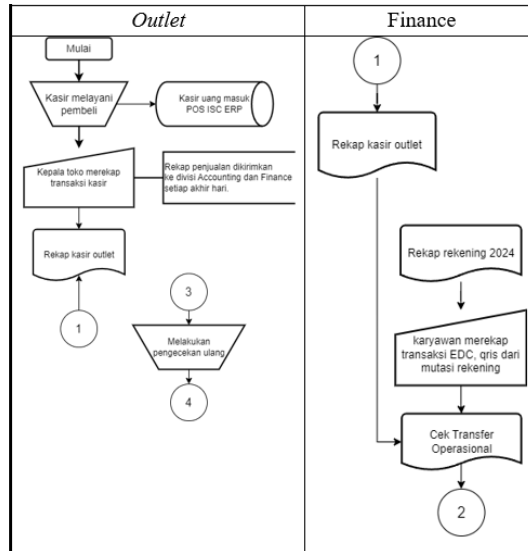 Outlet
Finance
Mulai
Kasir melayani
pembeli
Kasir uang masuk
POS ISC ERP
Kepala toko merekap
transaksi kasir
Rekap penjualan dikirimkan
ke divisi Accounting dan Finance
setiap akhir hari.
Rekap kasir outlet
1
3
Melakukan
pengecekan ulang
4
1
Rekap kasir outlet
Rekap rekening 2024
karyawan merekap
transaksi EDC, qris dari
mutasi rekening
Cek Transfer
Operasional
2